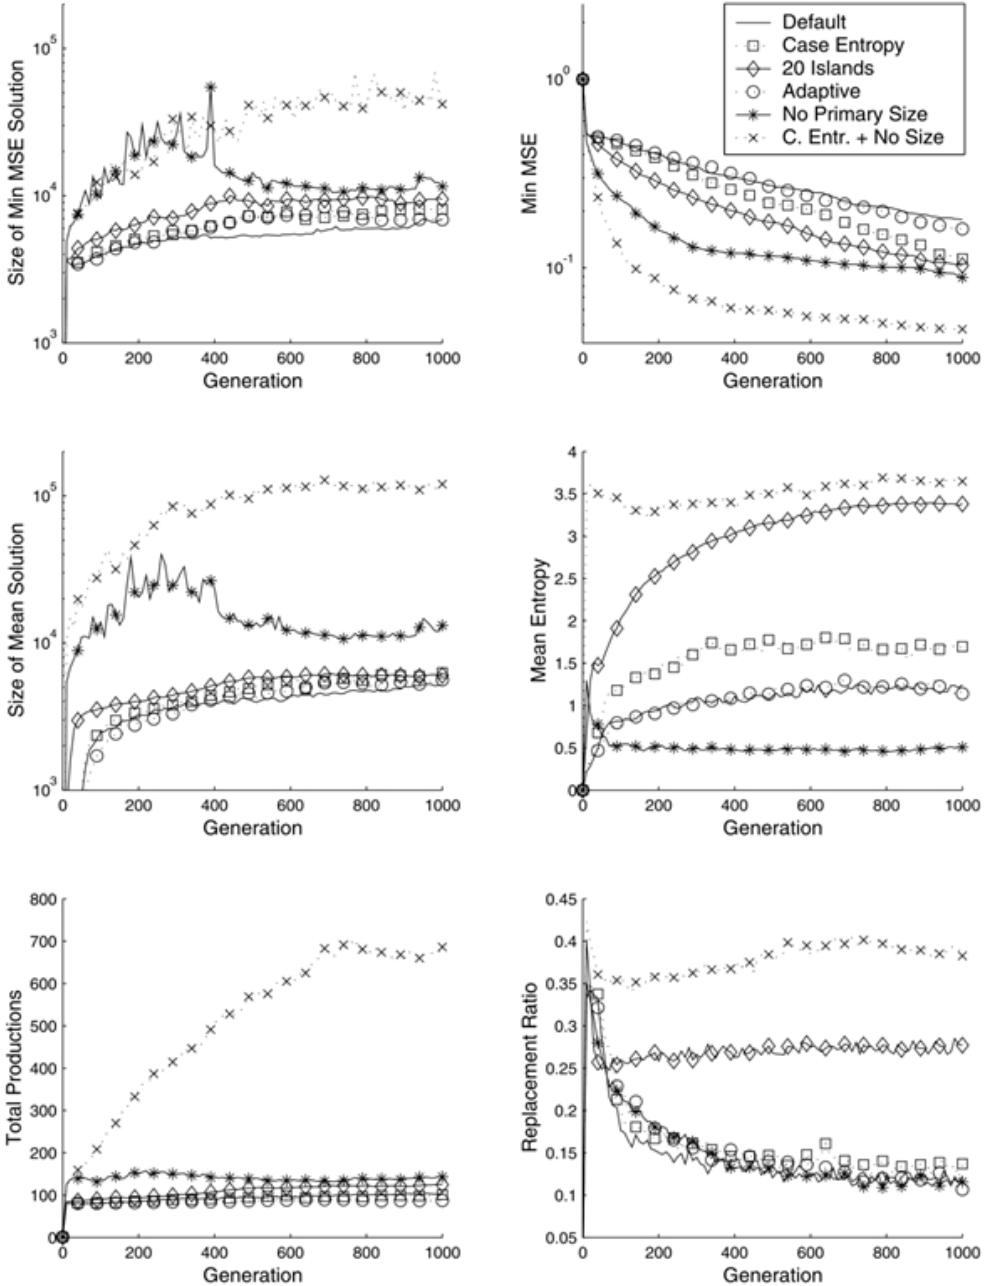 Size of Min MSE Solution
10^5
10^4
10^3
0 200 400 600 800 1000
Generation
Min MSE
10^0
10^-1
0 200 400 600 800 1000
Generation
Default
Case Entropy
20 Islands
Adaptive
No Primary Size
C. Entr. + No Size
Size of Mean Solution
10^5
10^4
10^3
0 200 400 600 800 1000
Generation
Mean Entropy
4
3.5
3
2.5
2
1.5
1
0.5
0
0 200 400 600 800 1000
Generation
Total Productions
800
700
600
500
400
300
200
100
0
0 200 400 600 800 1000
Generation
Replacement Ratio
0.45
0.4
0.35
0.3
0.25
0.2
0.15
0.1
0.05
0 200 400 600 800 1000
Generation